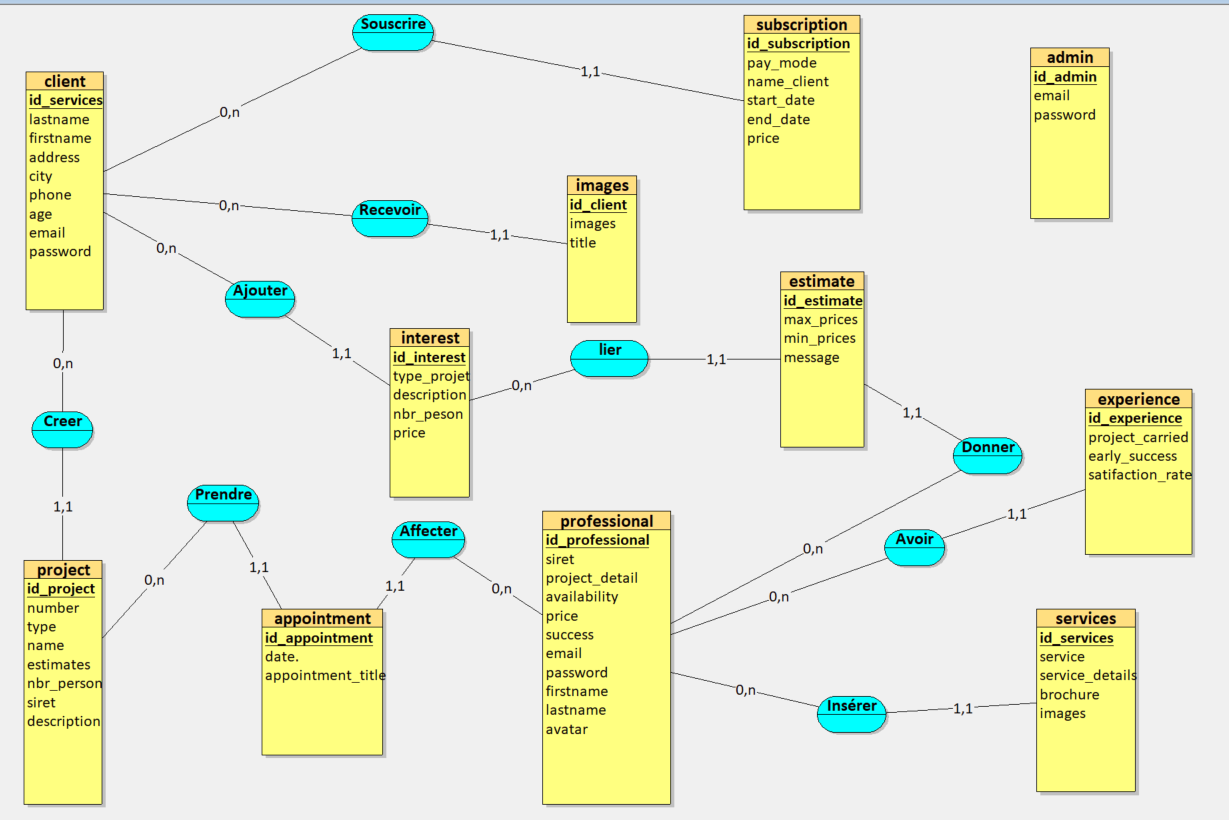 Souscrire
subscription
id_subscription
pay_mode
name_client
start_date
end_date
price
admin
id_admin
email
password
client
id_services
lastname
firstname
address
city
phone
age
email
password
1,1
0,n
images
id_client
images
title
Recevoir
0,n
1,1
0,n
Ajouter
estimate
id_estimate
max_prices
min_prices
message
interest
id_interest
type_projet
description
nbr_peson
price
1,1
lier
0,n
1,1
0,n
Creer
1,1
experience
id_experience
project_carried
early_success
satifaction_rate
1,1
Donner
0,n
Avoir
1,1
0,n
Prendre
0,n
1,1
Affecter
1,1
0,n
professional
id_professional
siret
project_detail
availability
price
success
email
password
firstname
lastname
avatar
project
id_project
number
type
name
estimates
nbr_person
siret
description
appointment
id_appointment
date.
appointment_title
services
id_services
service
service_details
brochure
images
0,n
Insérer
1,1